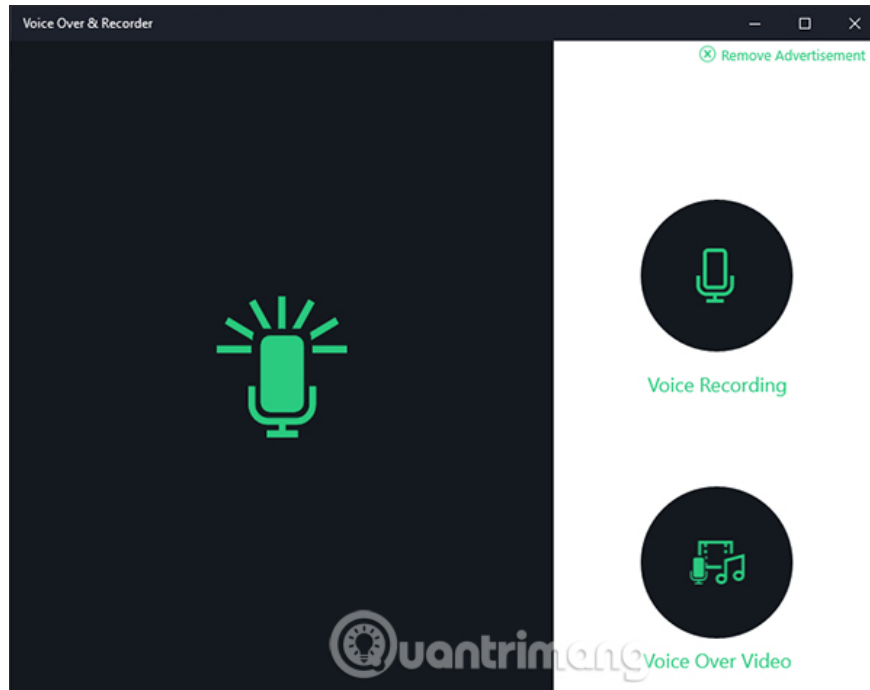 Voice Over & Recorder
Remove Advertisement
Voice Recording
Quantrimang
Voice Over Video